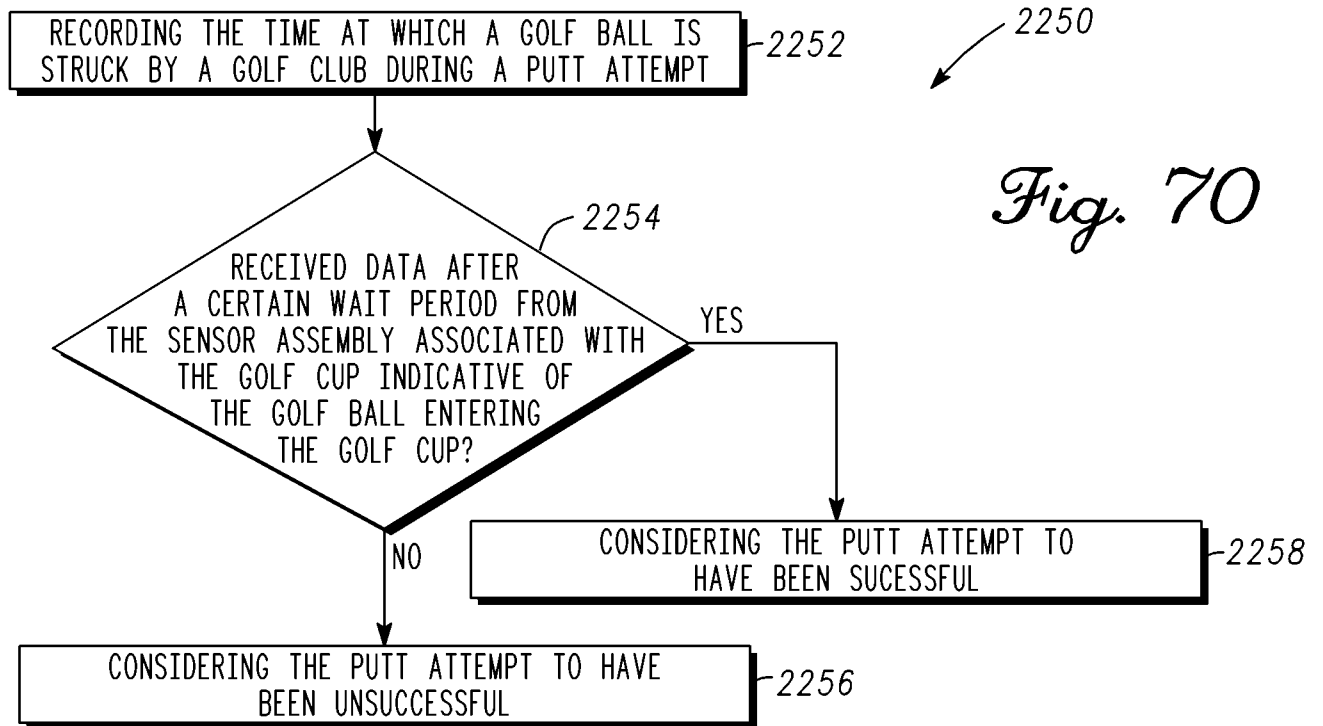 RECORDING THE TIME AT WHICH A GOLF BALL IS
STRUCK BY A GOLF CLUB DURING A PUTT ATTEMPT
2252
2250
Fig. 70
2254
RECEIVED DATA AFTER
A CERTAIN WAIT PERIOD FROM
THE SENSOR ASSEMBLY ASSOCIATED WITH
THE GOLF CUP INDICATIVE OF
THE GOLF BALL ENTERING
THE GOLF CUP?
YES
NO
CONSIDERING THE PUTT ATTEMPT TO
HAVE BEEN SUCESSFUL
2258
CONSIDERING THE PUTT ATTEMPT TO HAVE
BEEN UNSUCCESSFUL
2256